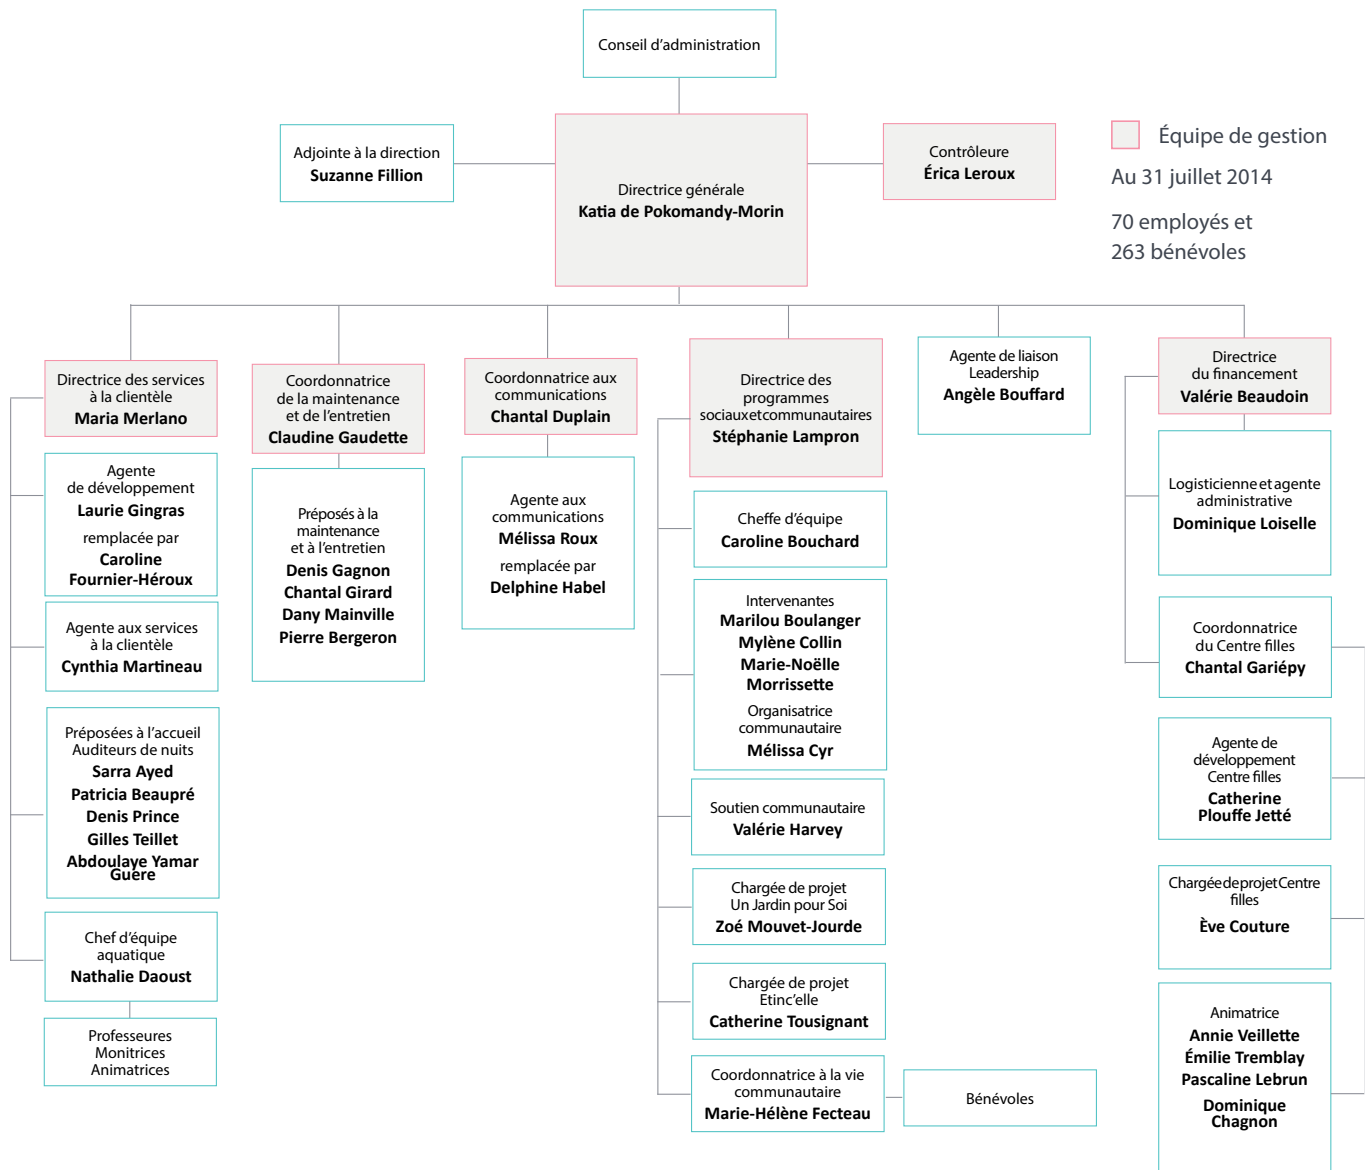 Conseil d’administration
Adjointe à la direction
Suzanne Fillion
Directrice générale
Katia de Pokomandy-Morin
Contrôleure
Érica Leroux
Équipe de gestion
Au 31 juillet 2014
70 employés et
263 bénévoles
Directrice des services
à la clientèle
Maria Merlano
Agente
de développement
Laurie Gingras
remplacée par
Caroline
Fournier-Héroux
Agente aux services
à la clientèle
Cynthia Martineau
Préposées à l’accueil
Auditeurs de nuits
Sarra Ayed
Patricia Beaupré
Denis Prince
Gilles Teillet
Abdoulaye Yamar
Guère
Chef d’équipe
aquatique
Nathalie Daoust
Professeures
Monitrices
Animatrices
Coordonnatrice
de la maintenance
et de l’entretien
Claudine Gaudette
Préposés à la
maintenance
et à l’entretien
Denis Gagnon
Chantal Girard
Dany Mainville
Pierre Bergeron
Coordonnatrice aux
communications
Chantal Duplain
Agente aux
communications
Mélissa Roux
remplacée par
Delphine Habel
Directrice des
programmes
sociaux et communautaires
Stéphanie Lampron
Cheffe d’équipe
Caroline Bouchard
Intervenantes
Marilou Boulanger
Mylène Collin
Marie-Noëlle
Morrissette
Organisatrice
communautaire
Mélissa Cyr
Soutien communautaire
Valérie Harvey
Chargée de projet
Un Jardin pour Soi
Zoé Mouvet-Jourde
Chargée de projet
Etinc’elle
Catherine Tousignant
Coordonnatrice à la vie
communautaire
Marie-Hélène Fecteau
Bénévoles
Agente de liaison
Leadership
Angèle Bouffard
Directrice
du financement
Valérie Beaudoin
Logisticienne et agente
administrative
Dominique Loiselle
Coordonnatrice
du Centre filles
Chantal Gariépy
Agente de
développement
Centre filles
Catherine
Plouffe Jetté
Chargée de projet Centre
filles
Ève Couture
Animatrice
Annie Veillette
Émilie Tremblay
Pascaline Lebrun
Dominique
Chagnon